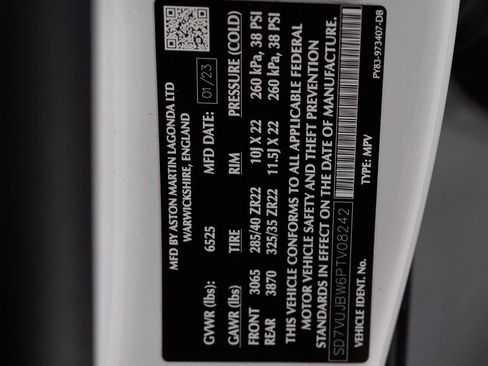 MFD BY ASTON MARTIN LAGONDA LTD
WARWICKSHIRE, ENGLAND
GVWR (lbs): 6525 MFD DATE: 01/23
GAWR (lbs): TIRE RIM PRESSURE (COLD)
FRONT 3065 285/40 ZR22 10J X 22 260 kPa, 38 PSI
REAR 3870 325/35 ZR22 11.5J X 22 260 kPa, 38 PSI
THIS VEHICLE CONFORMS TO ALL APPLICABLE FEDERAL
MOTOR VEHICLE SAFETY AND THEFT PREVENTION
STANDARDS IN EFFECT ON THE DATE OF MANUFACTURE.
SD7VUJBW6PTV08242
VEHICLE IDENT. No. TYPE: MPV
PY83-973407-DB